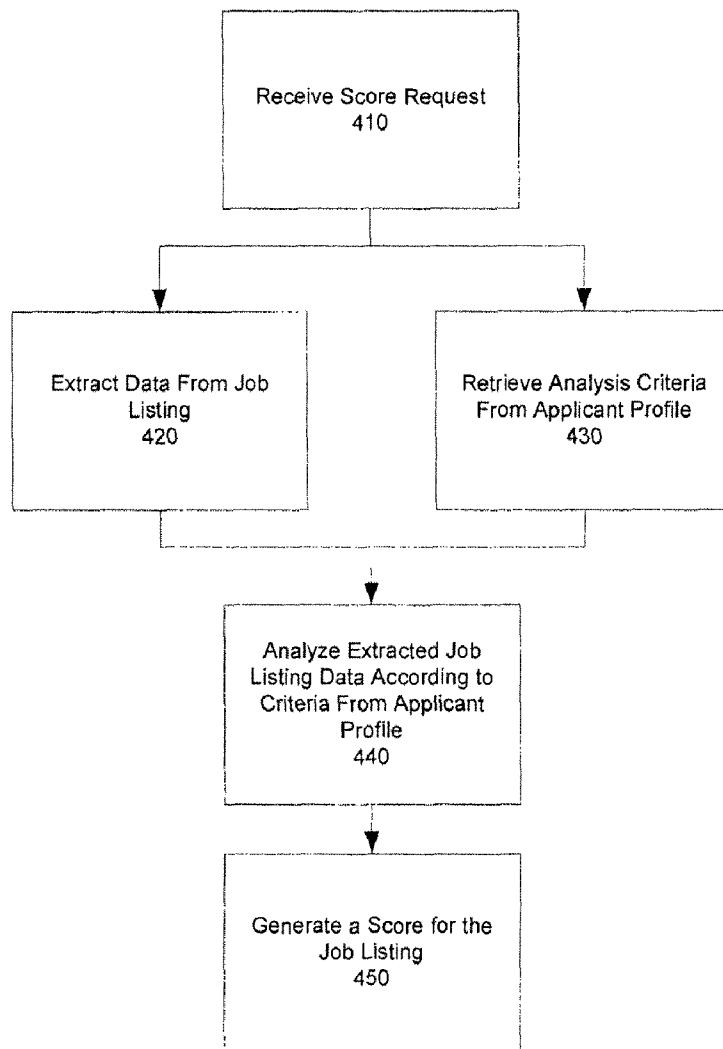 Receive Score Request
410
Extract Data From Job
Listing
420
Retrieve Analysis Criteria
From Applicant Profile
430
Analyze Extracted Job
Listing Data According to
Criteria From Applicant
Profile
440
Generate a Score for the
Job Listing
450